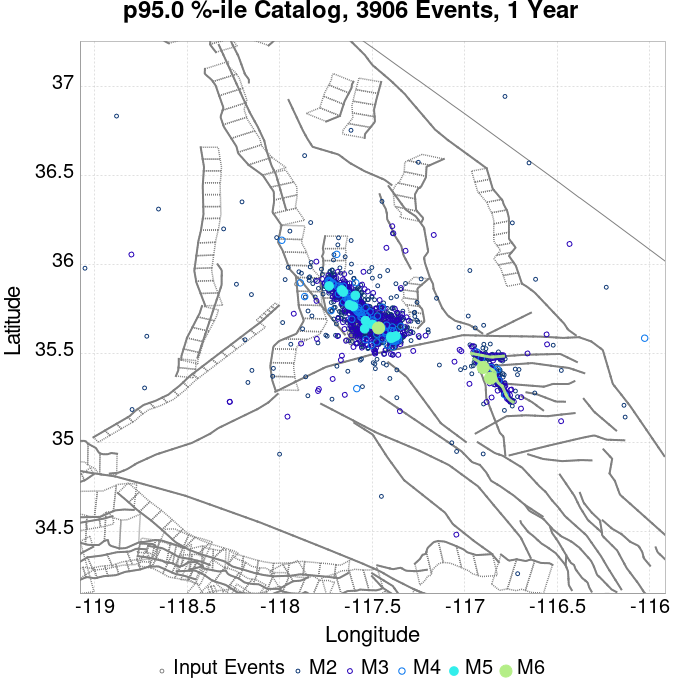 p95.0 %-ile Catalog, 3906 Events, 1 Year
37
36.5
36
35.5
35
34.5
Latitude
-119 -118.5 -118 -117.5 -117 -116.5 -116
Longitude
Input Events M2 M3 M4 M5 M6